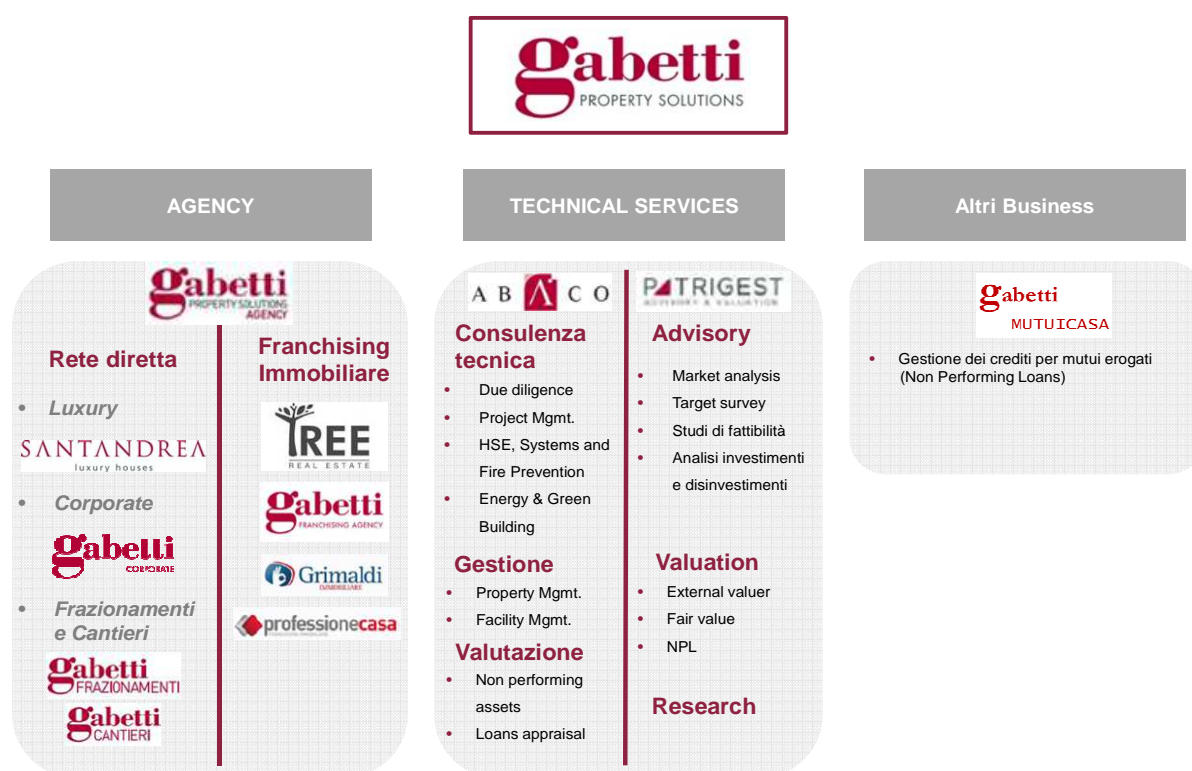 gabetti
PROPERTY SOLUTIONS
AGENCY
TECHNICAL SERVICES
Altri Business
gabetti
PROPERTY SOLUTIONS
AGENCY
Rete diretta
• Luxury
SANTANDREA
luxury houses
• Corporate
gabetti
CORPORATE
• Frazionamenti
e Cantieri
gabetti
FRAZIONAMENTI
gabetti
CANTIERI
Franchising
Immobiliare
TREE
REAL ESTATE
gabetti
FRANCHISING AGENCY
Grimaldi
IMMOBILIARE
professionecasa
ABACO
Consulenza
tecnica
• Due diligence
• Project Mgmt.
• HSE, Systems and
Fire Prevention
• Energy & Green
Building
Gestione
• Property Mgmt.
• Facility Mgmt.
Valutazione
• Non performing
assets
• Loans appraisal
PATRIGEST
ADVISORY & VALUATION
Advisory
• Market analysis
• Target survey
• Studi di fattibilità
• Analisi investimenti
e disinvestimenti
Valuation
• External valuer
• Fair value
• NPL
Research
gabetti
MUTUICASA
• Gestione dei crediti per mutui erogati
(Non Performing Loans)